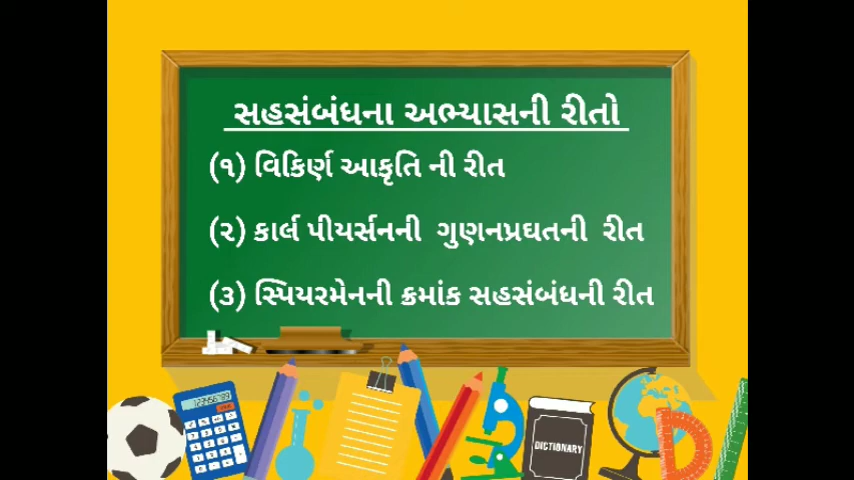 સહસંબંધના અભ્યાસની રીતો
(૧) વિકિર્ણ આકૃતિ ની રીત
(૨) કાર્લ પીયર્સનની ગુણનપ્રઘતની રીત
(૩) સ્પિયરમેનની ક્રમાંક સહસંબંધની રીત
DICTIONARY